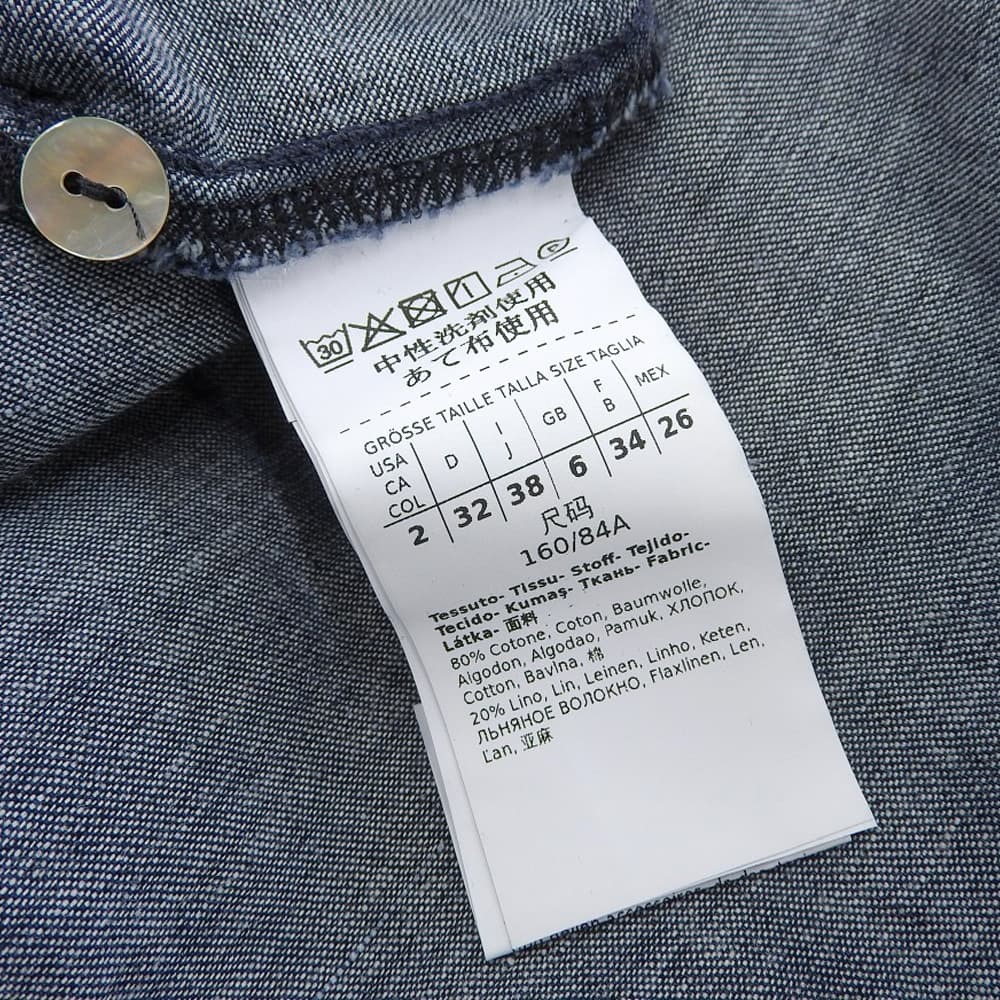 30
中性洗剤使用
あて布使用
GRÖSSE TAILLE TALLA SIZE TAGLIA
USA CA COL D I J GB F B MEX
2 32 38 6 34 26
尺码
160/84A
Tessuto- Tissu- Stoff- Tejido-
Tecido- Kumaş- Ткань- Fabric-
Látka- 面料
80% Cotone, Coton, Baumwolle,
Algodon, Algodao, Pamuk, ХЛОПОК,
Cotton, Bavlna, 棉
20% Lino, Lin, Leinen, Linho, Keten,
ЛЬНЯНОЕ ВОЛОКНО, Flaxlinen, Len,
Ľan, 亚麻